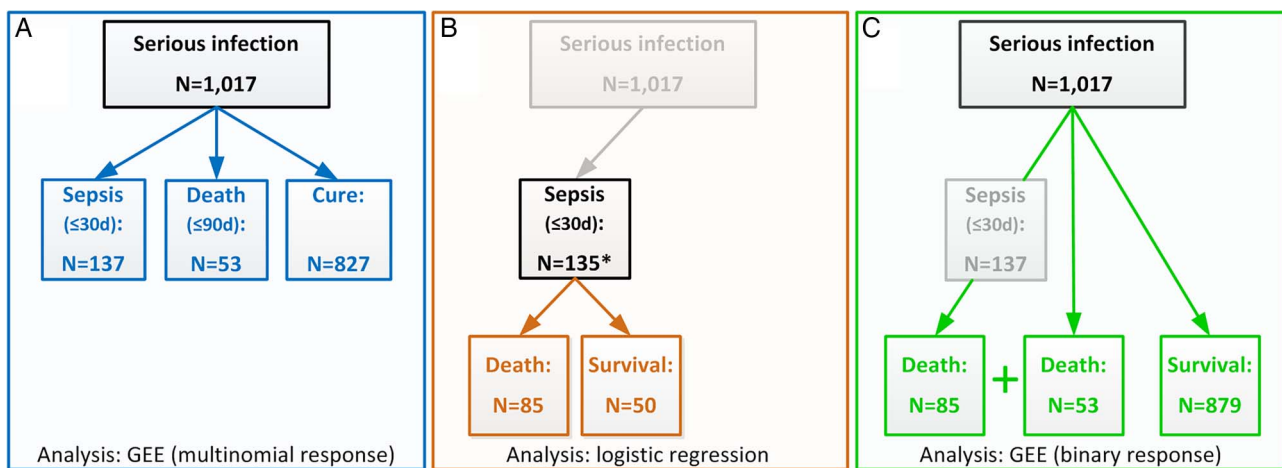 A
Serious infection
N=1,017
Sepsis
(≤30d):
N=137
Death
(≤90d):
N=53
Cure:
N=827
Analysis: GEE (multinomial response)
B
Serious infection
N=1,017
Sepsis
(≤30d):
N=135*
Death:
N=85
Survival:
N=50
Analysis: logistic regression
C
Serious infection
N=1,017
Sepsis
(≤30d):
N=137
Death:
N=85
+
Death:
N=53
Survival:
N=879
Analysis: GEE (binary response)